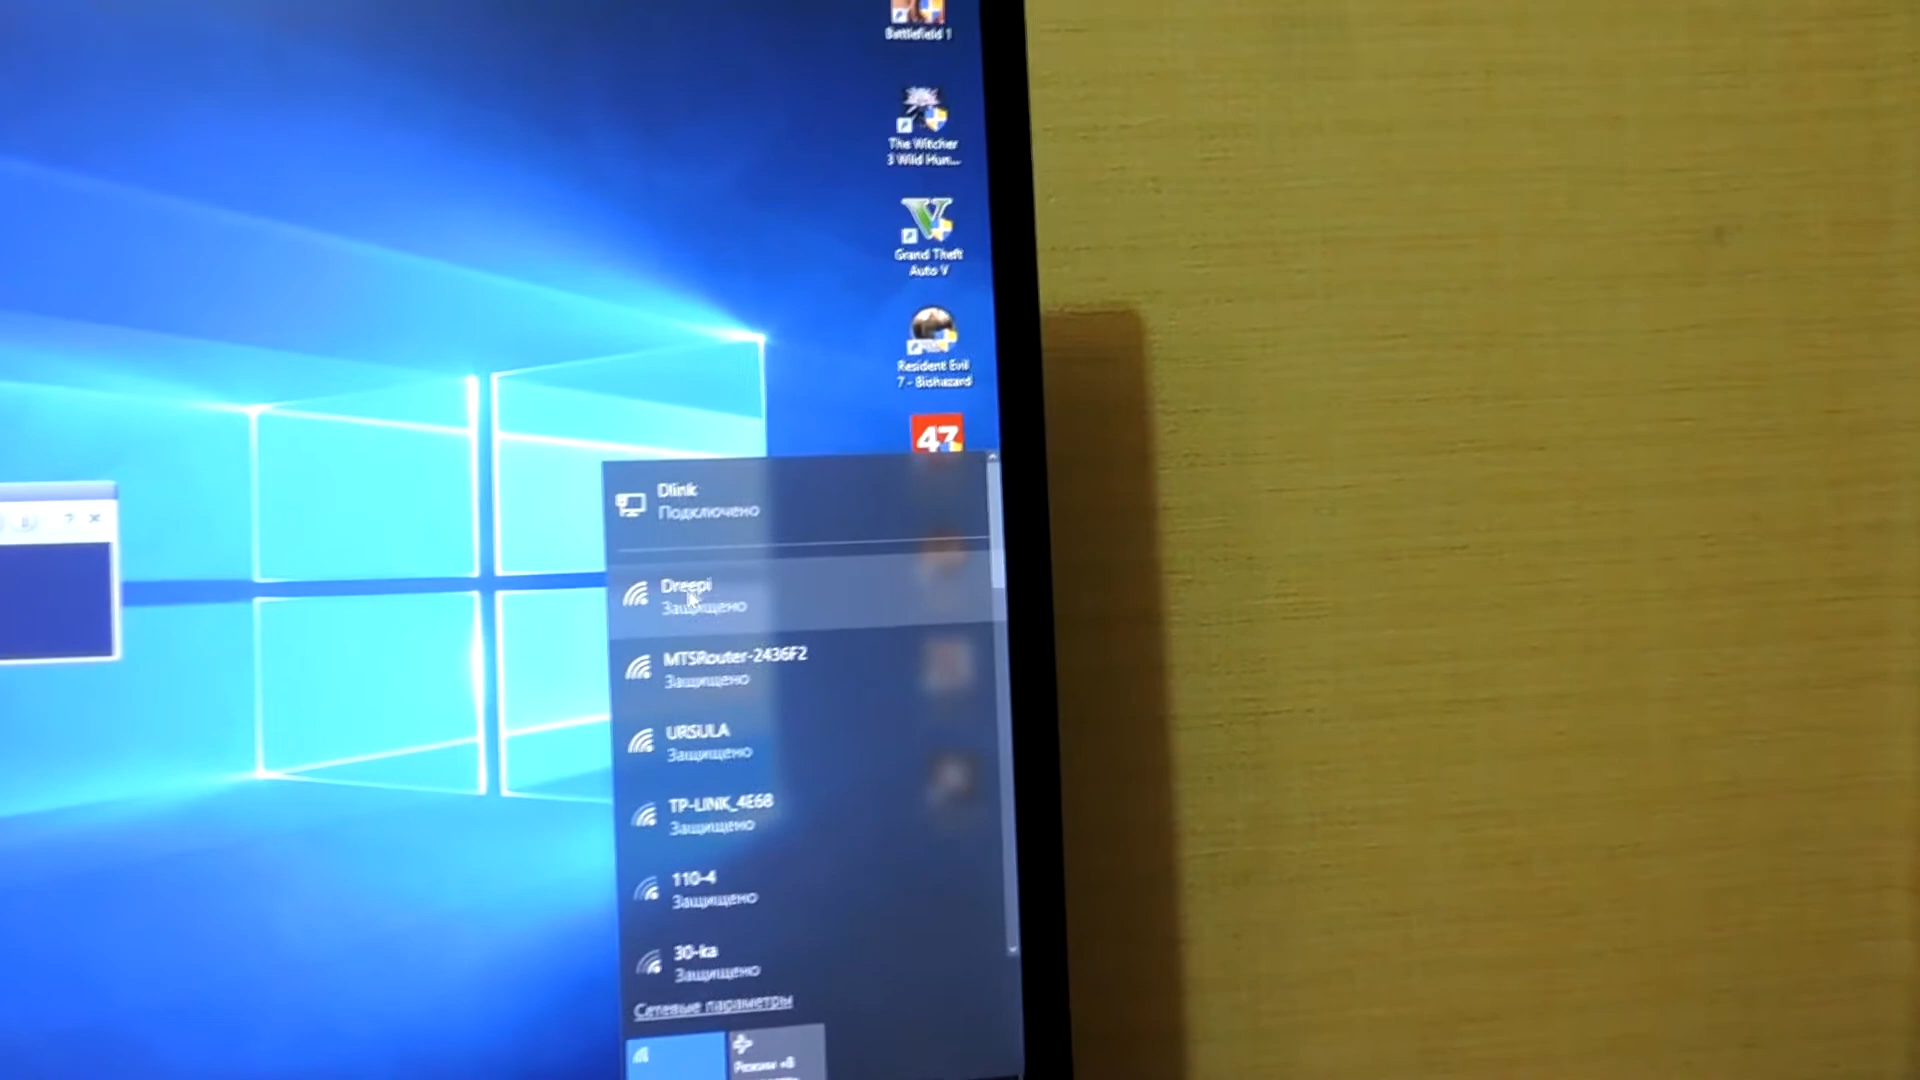 Battlefield 1
The Witcher
3 Wild Hun...
Grand Theft
Auto V
Resident Evil
7 - Biohazard
47
Dlink
Подключено
Dreepi
Защищено
MTSRouter-2436F2
Защищено
URSULA
Защищено
TP-LINK_4E68
Защищено
110-4
Защищено
30-ka
Защищено
Сетевые параметры
Режим «В